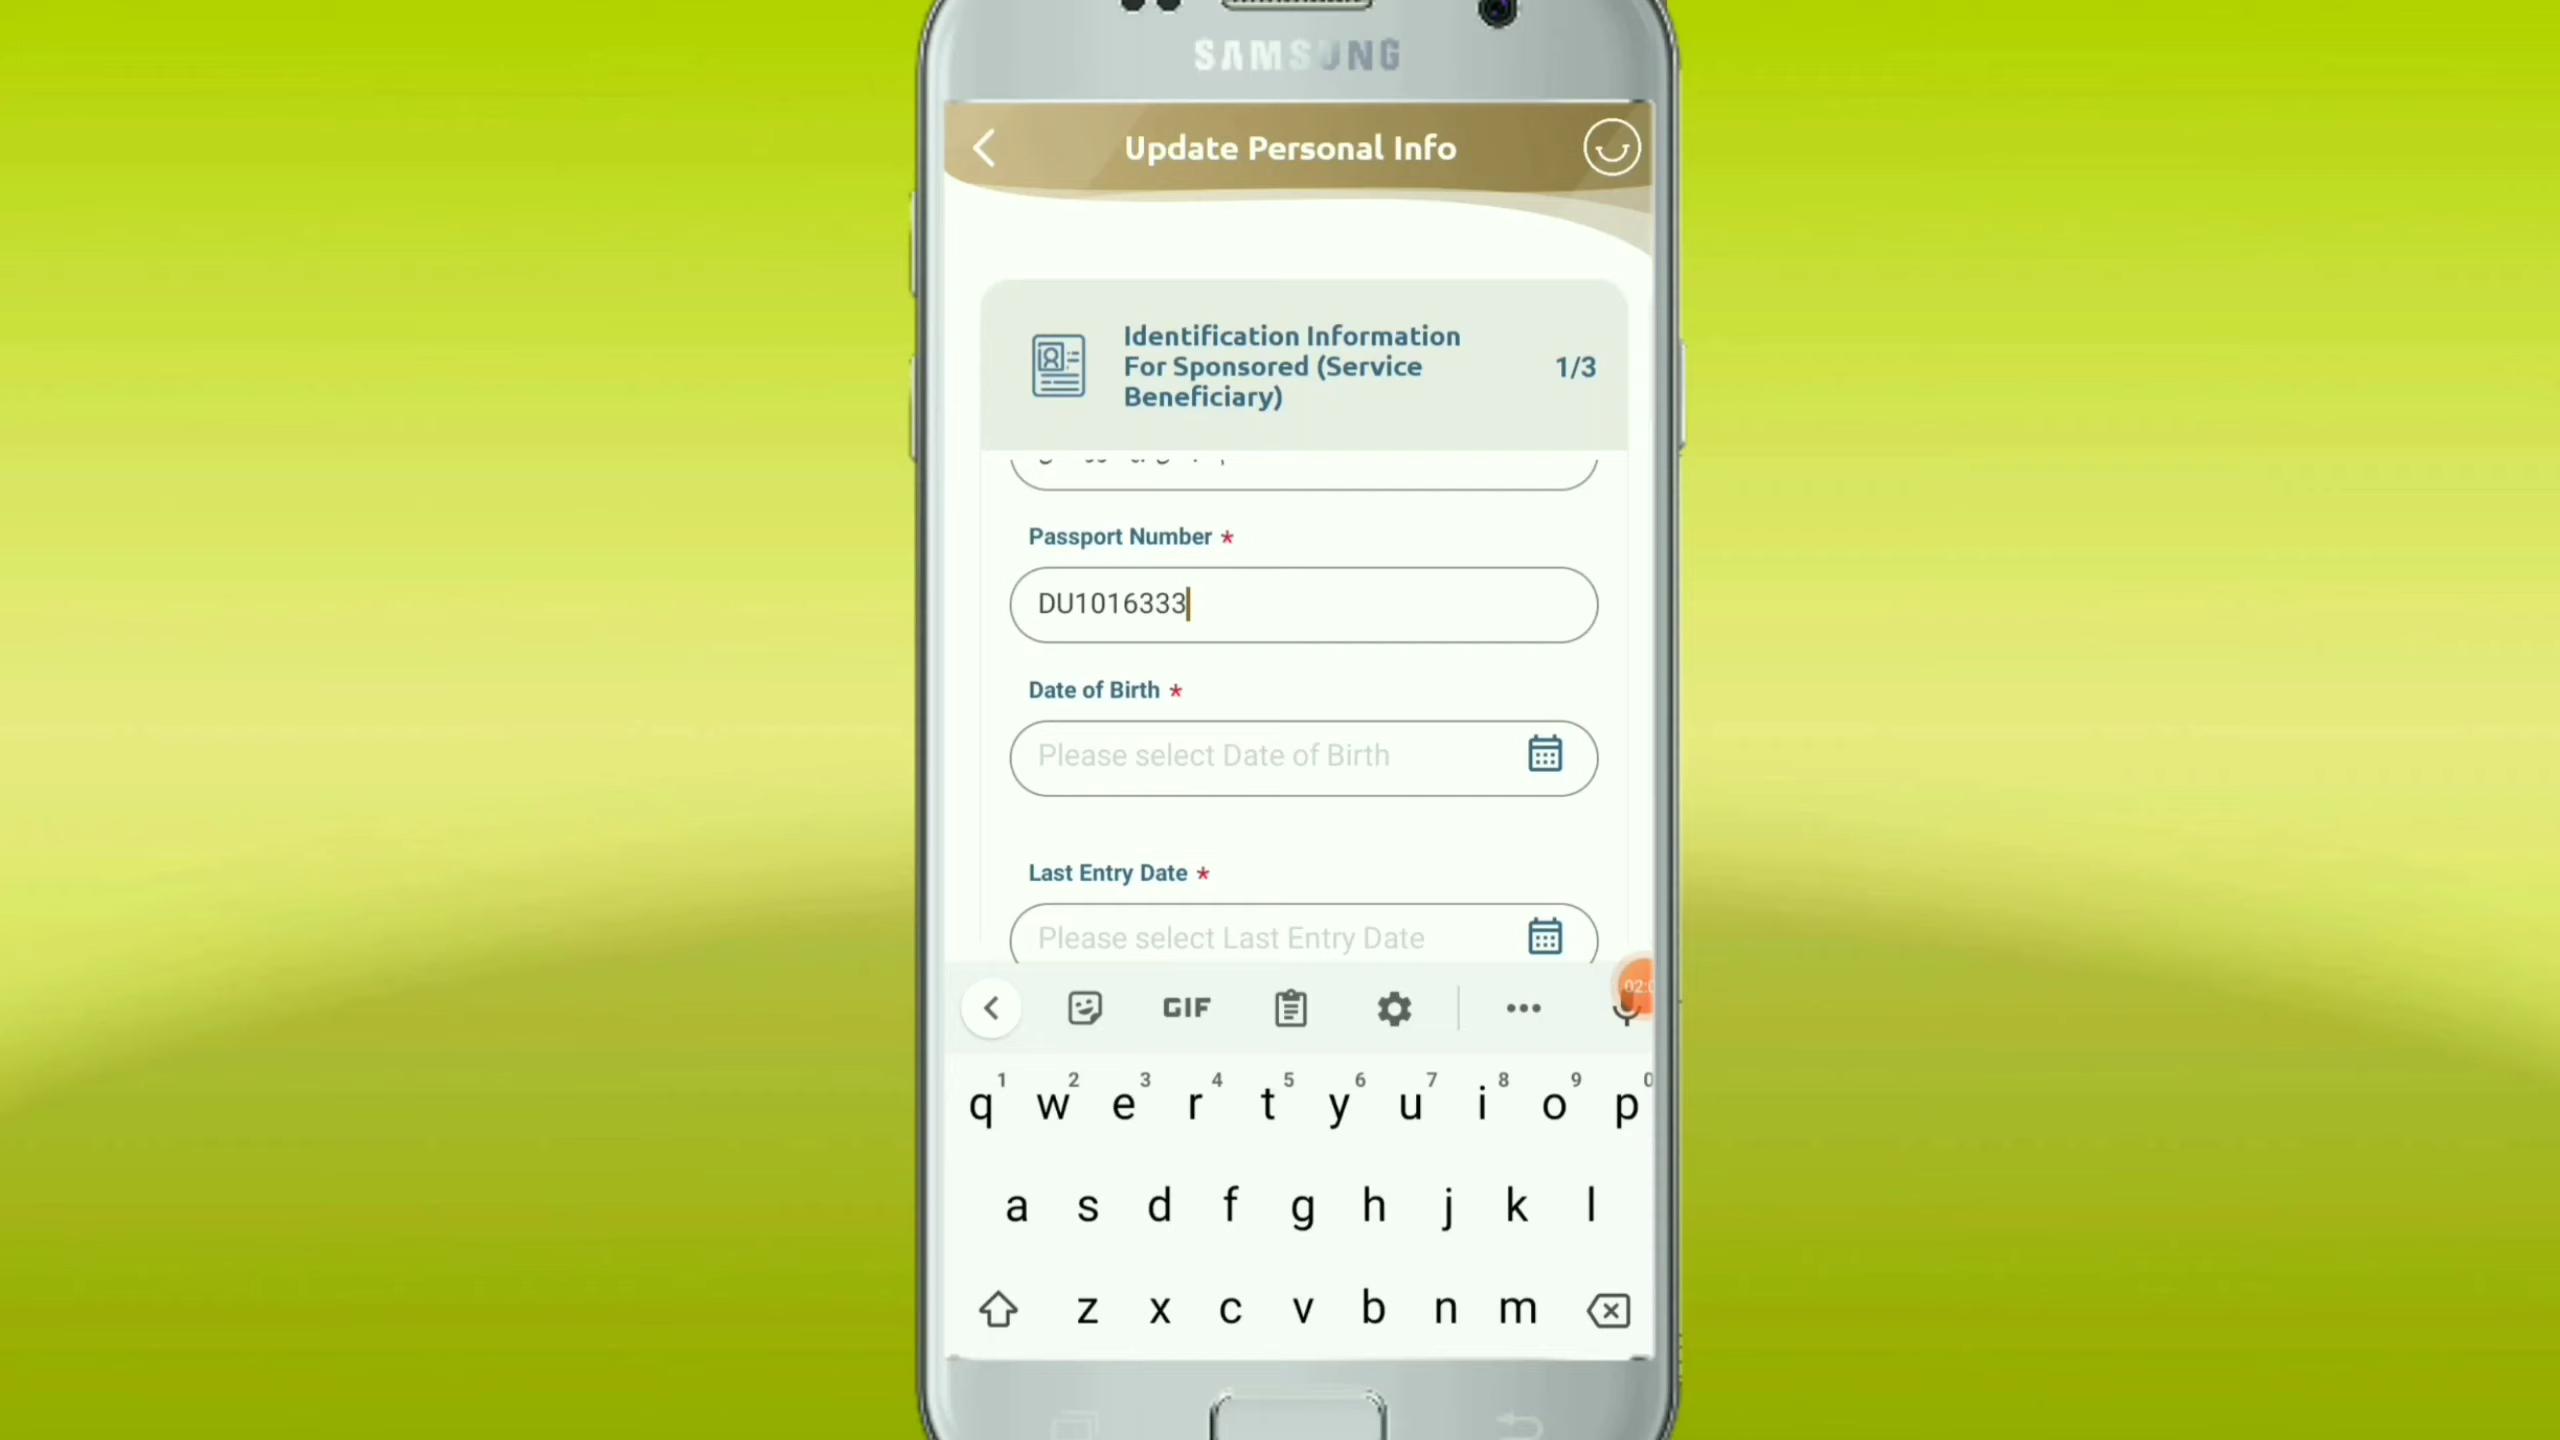 SAMSUNG
Update Personal Info
Identification Information
For Sponsored (Service
Beneficiary)
1/3
Passport Number *
DU1016333
Date of Birth *
Please select Date of Birth
Last Entry Date *
Please select Last Entry Date
GIF
02:0
1 2 3 4 5 6 7 8 9 0
q w e r t y u i o p
a s d f g h j k l
z x c v b n m